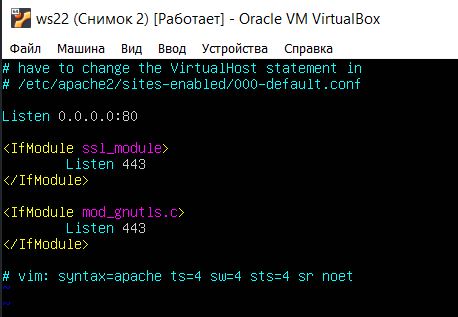 ws22 (Снимок 2) [Работает] - Oracle VM VirtualBox
Файл Машина Вид Ввод Устройства Справка
# have to change the VirtualHost statement in
# /etc/apache2/sites-enabled/000-default.conf
Listen 0.0.0.0:80
<IfModule ssl_module>
Listen 443
</IfModule>
<IfModule mod_gnutls.c>
Listen 443
</IfModule>
# vim: syntax=apache ts=4 sw=4 sts=4 sr noet
~
~